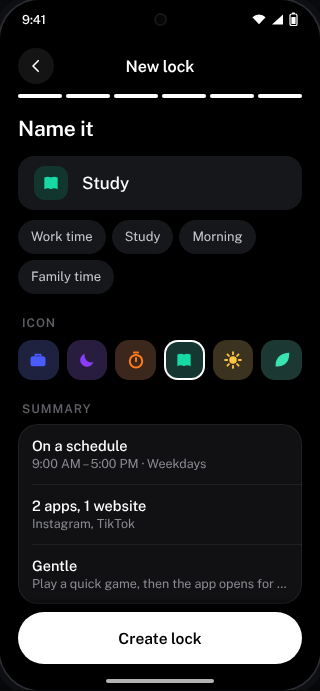 9:41
New lock
Name it
Study
Work time
Study
Morning
Family time
ICON
SUMMARY
On a schedule
9:00 AM – 5:00 PM · Weekdays
2 apps, 1 website
Instagram, TikTok
Gentle
Play a quick game, then the app opens for ...
Create lock